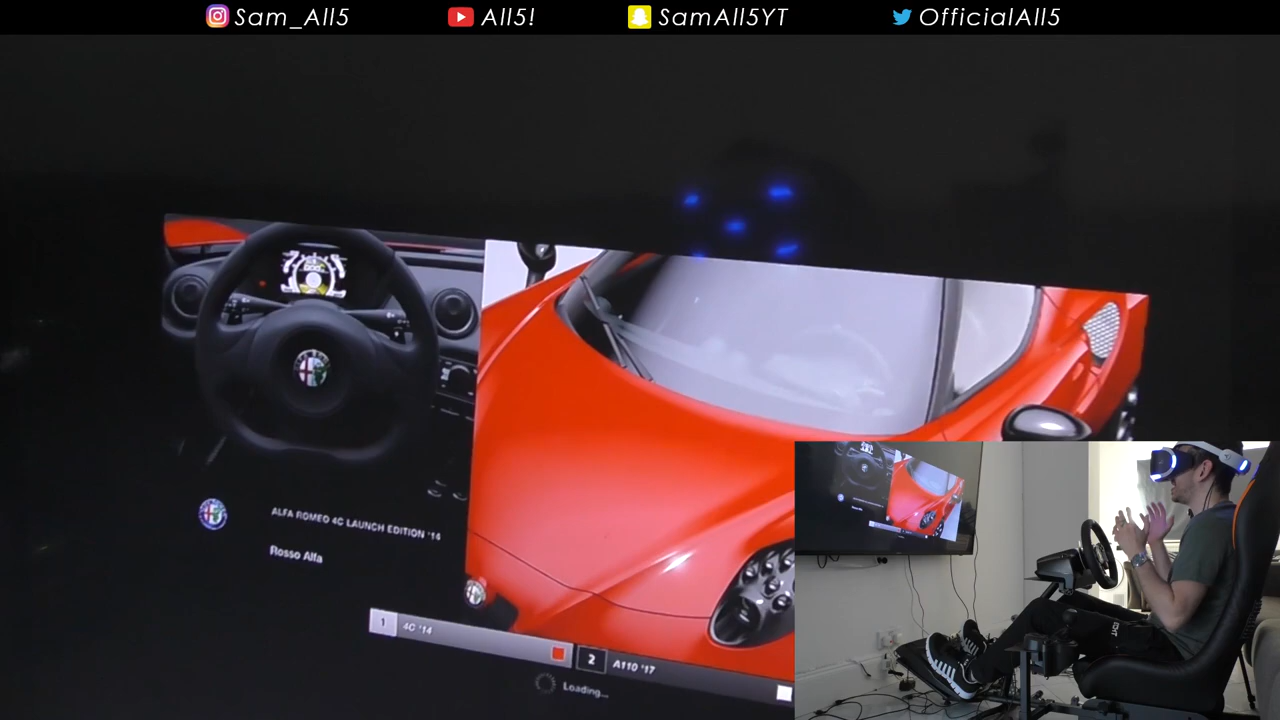 Sam_All5
All5!
SamAll5YT
OfficialAll5
ALFA ROMEO 4C LAUNCH EDITION '14
Rosso Alfa
1
4C '14
2
A110 '17
Loading...